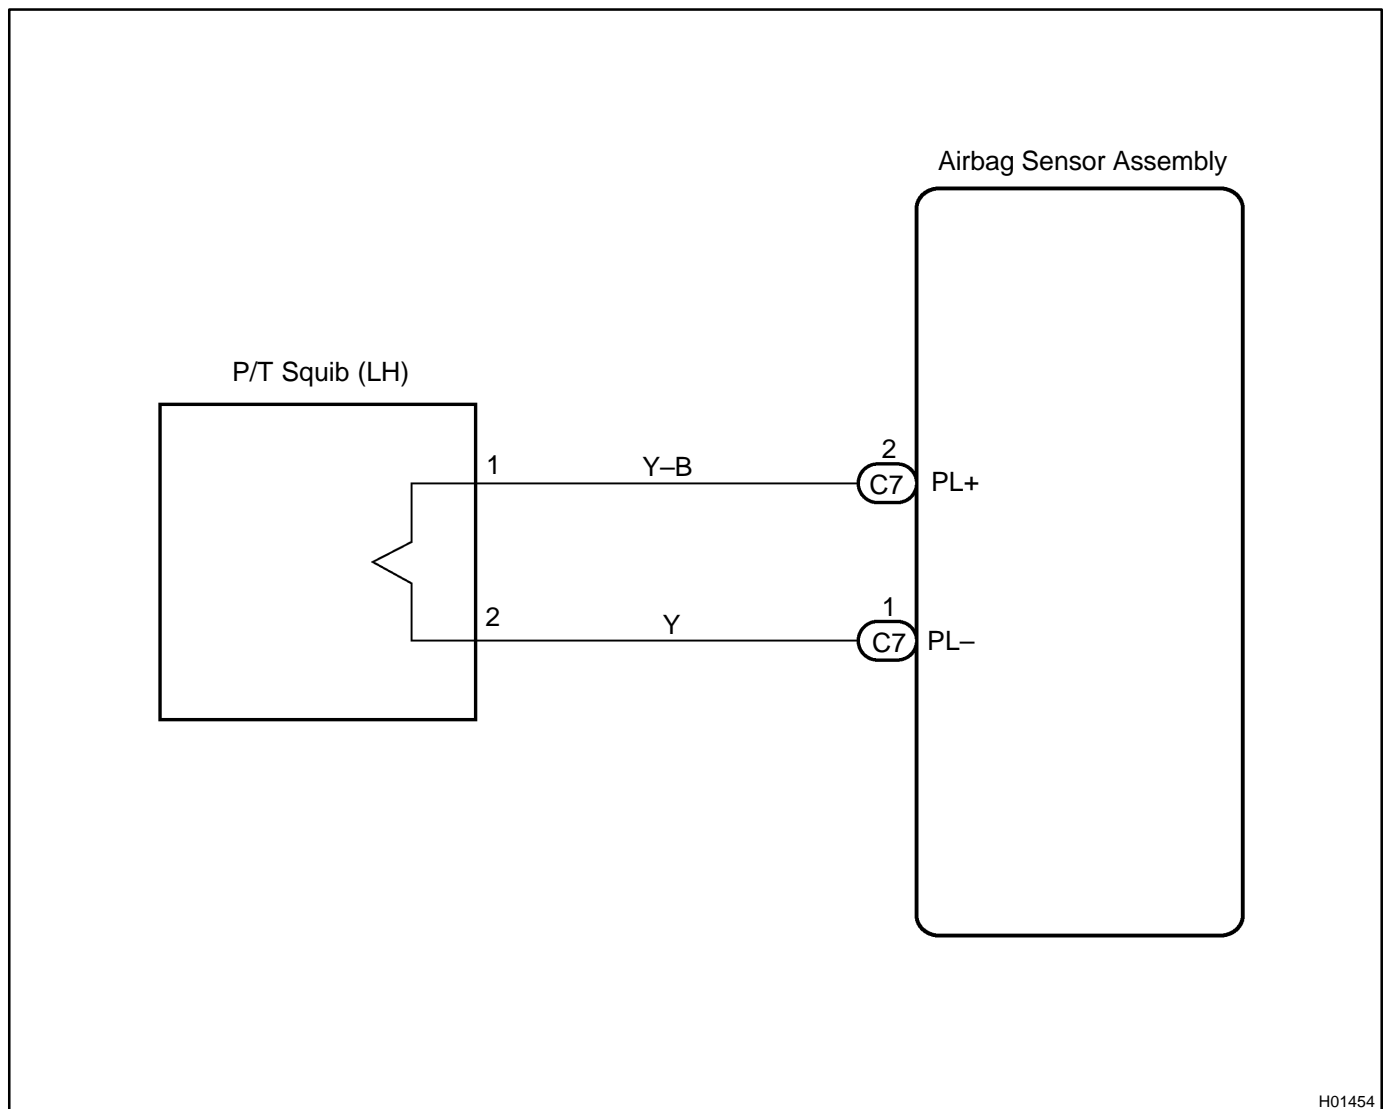 Airbag Sensor Assembly
P/T Squib (LH)
1 Y–B 2 C7 PL+
2 Y 1 C7 PL–
H01454